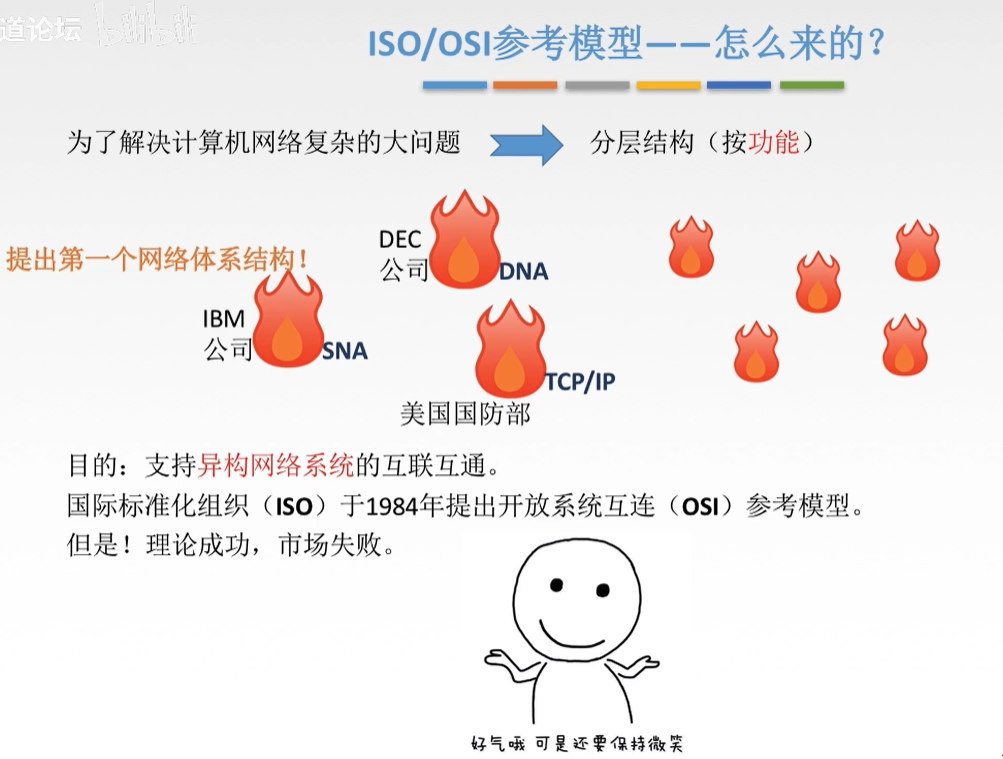 道论坛 bilibili
ISO/OSI参考模型——怎么来的？
为了解决计算机网络复杂的大问题
分层结构（按功能）
提出第一个网络体系结构！
DEC
公司
DNA
IBM
公司
SNA
TCP/IP
美国国防部
目的：支持异构网络系统的互联互通。
国际标准化组织（ISO）于1984年提出开放系统互连（OSI）参考模型。
但是！理论成功，市场失败。
好气哦 可是还要保持微笑